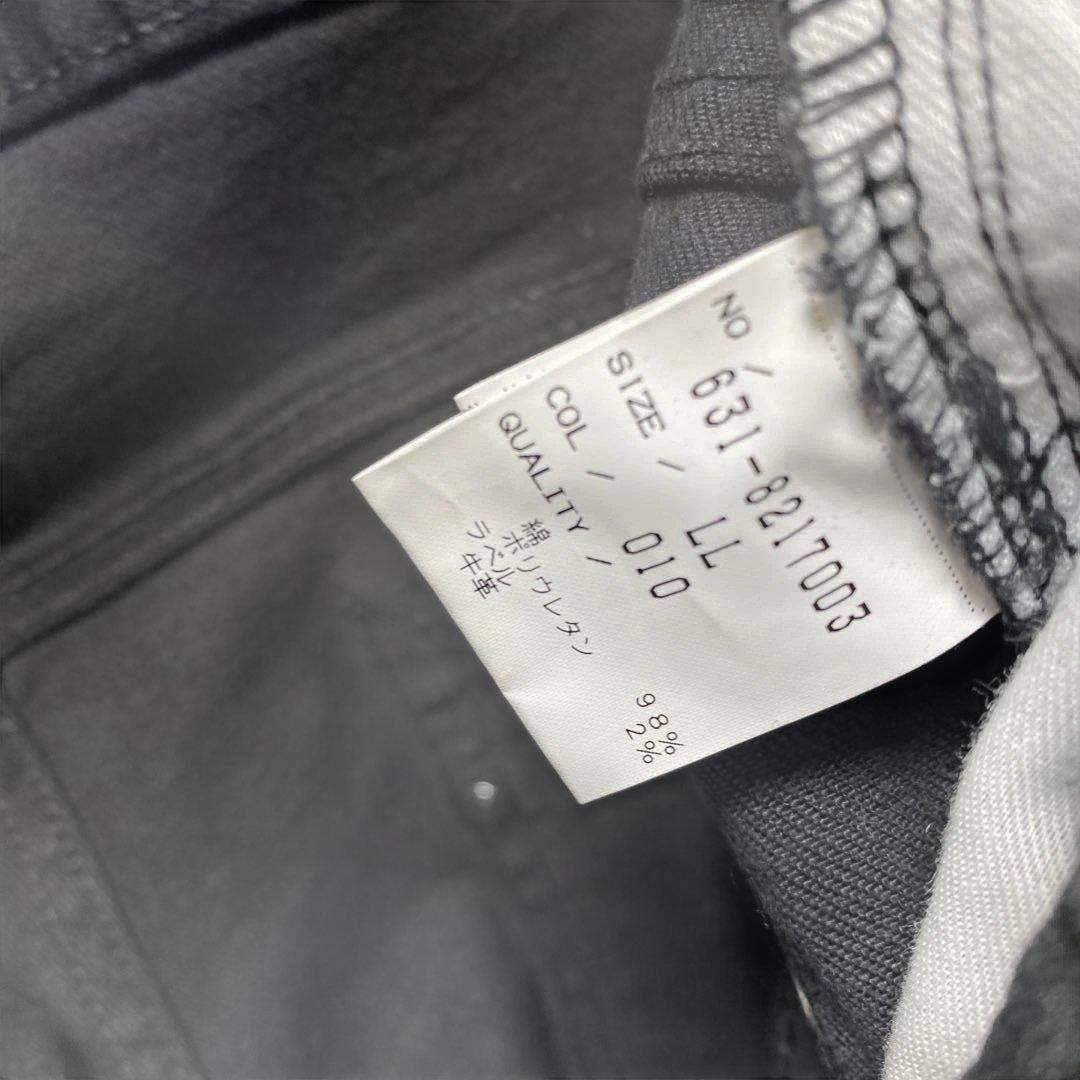 NO / 631-8217003
SIZE / LL
COL / 010
QUALITY /
綿 98%
ポリウレタン 2%
ラベル
牛革